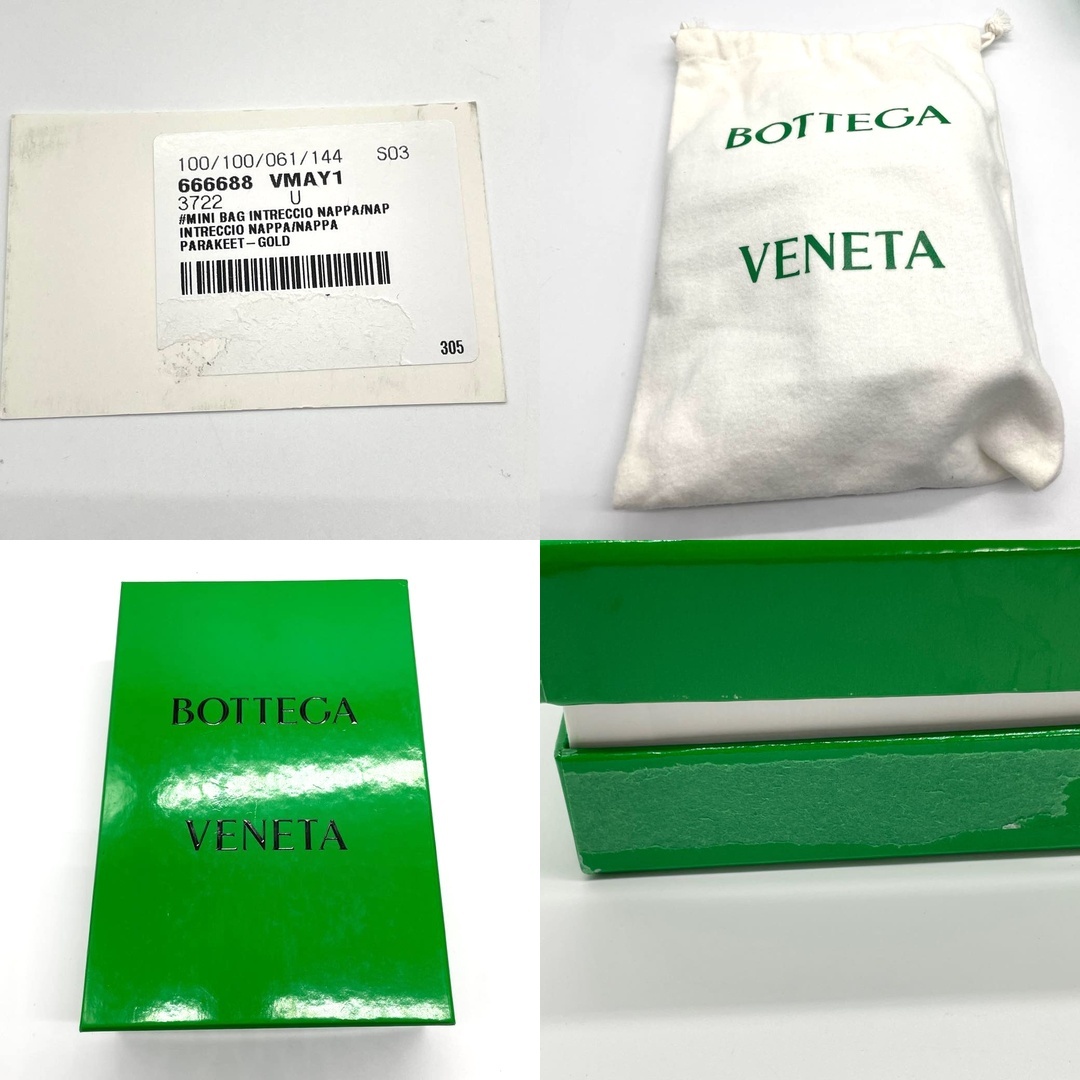 100/100/061/144 S03
666688 VMAY1
3722 U
#MINI BAG INTRECCIO NAPPA/NAP
INTRECCIO NAPPA/NAPPA
PARAKEET-GOLD
305
BOTTEGA
VENETA
BOTTEGA
VENETA